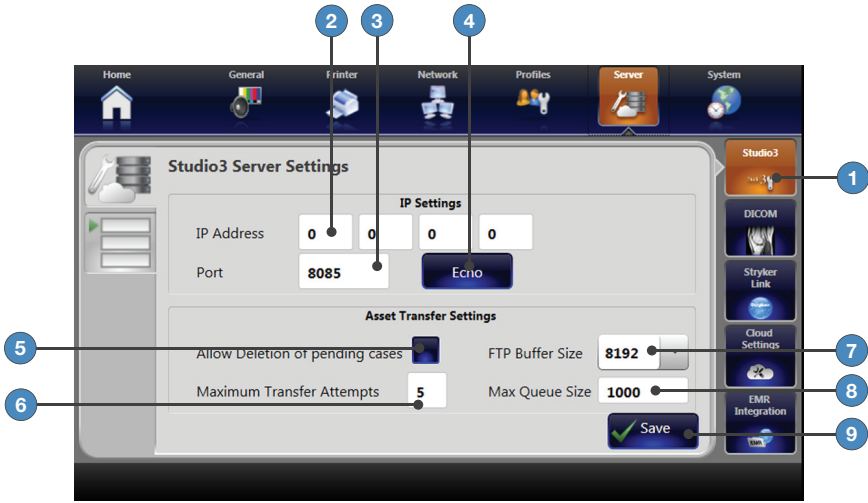 2 3 4
Home General Printer Network Profiles Server System
Studio3 Server Settings
IP Settings
IP Address 0 0 0 0
Port 8085 Echo
Asset Transfer Settings
Allow Deletion of pending cases FTP Buffer Size 8192
Maximum Transfer Attempts 5 Max Queue Size 1000
Save
Studio3
DICOM
Stryker
Link
Cloud
Settings
EMR
Integration
EMR
1
5
6
7
8
9